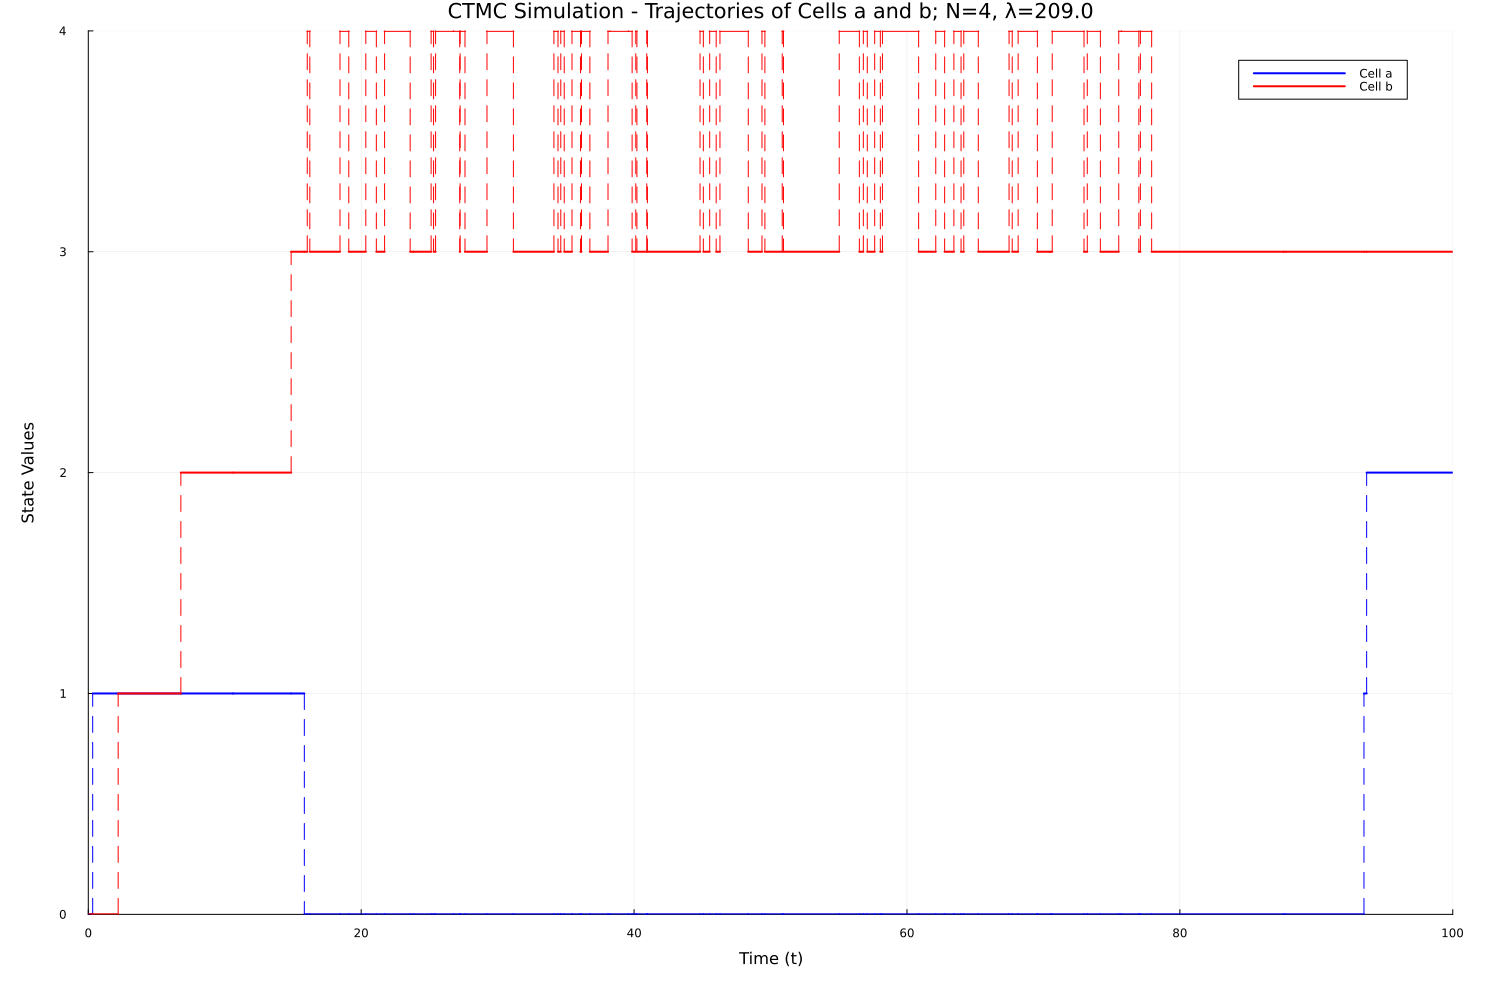 CTMC Simulation - Trajectories of Cells a and b; N=4, λ=209.0
4
Cell a
Cell b
3
State Values
2
1
0
0 20 40 60 80 100
Time (t)